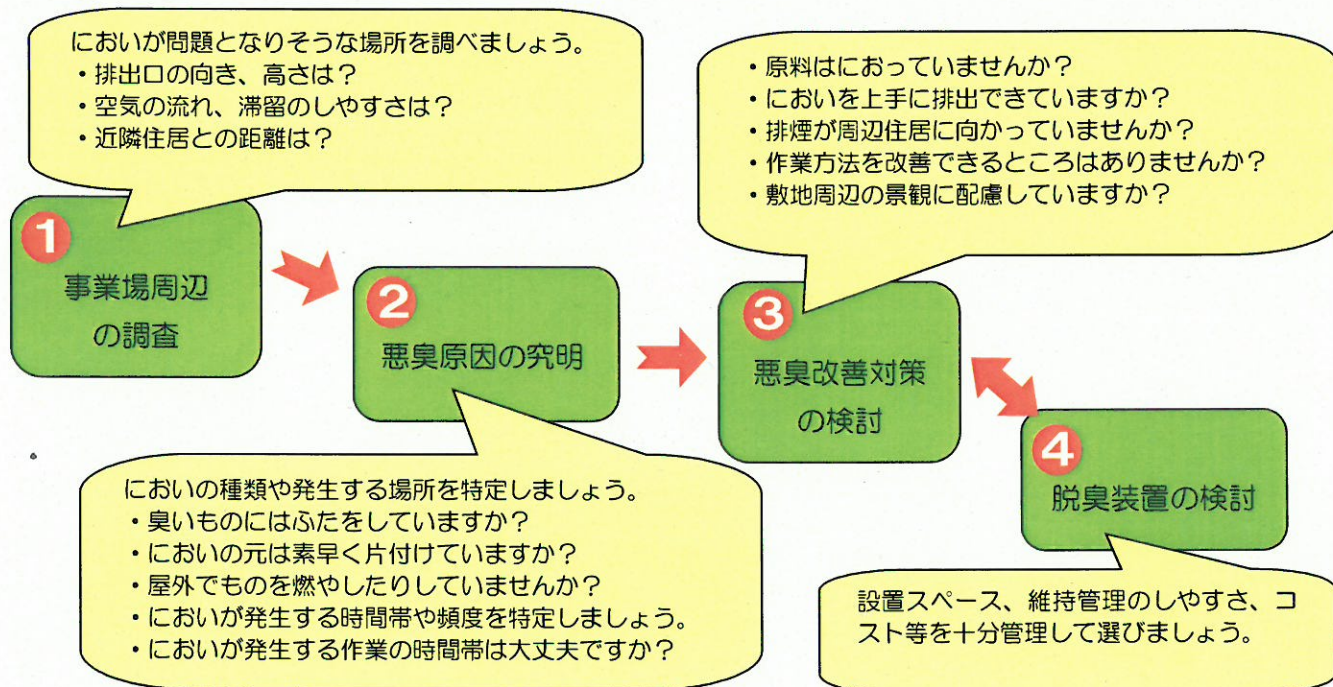 においが問題となりそうな場所を調べましょう。
・排出口の向き、高さは？
・空気の流れ、滞留のしやすさは？
・近隣住居との距離は？
1
事業場周辺
の調査
2
悪臭原因の究明
においの種類や発生する場所を特定しましょう。
・臭いものにはふたをしていますか？
・においの元は素早く片付けていますか？
・屋外でものを燃やしたりしていませんか？
・においが発生する時間帯や頻度を特定しましょう。
・においが発生する作業の時間帯は大丈夫ですか？
・原料はにおっていませんか？
・においを上手に排出できていますか？
・排煙が周辺住居に向かっていませんか？
・作業方法を改善できるところはありませんか？
・敷地周辺の景観に配慮していますか？
3
悪臭改善対策
の検討
4
脱臭装置の検討
設置スペース、維持管理のしやすさ、コ
スト等を十分管理して選びましょう。